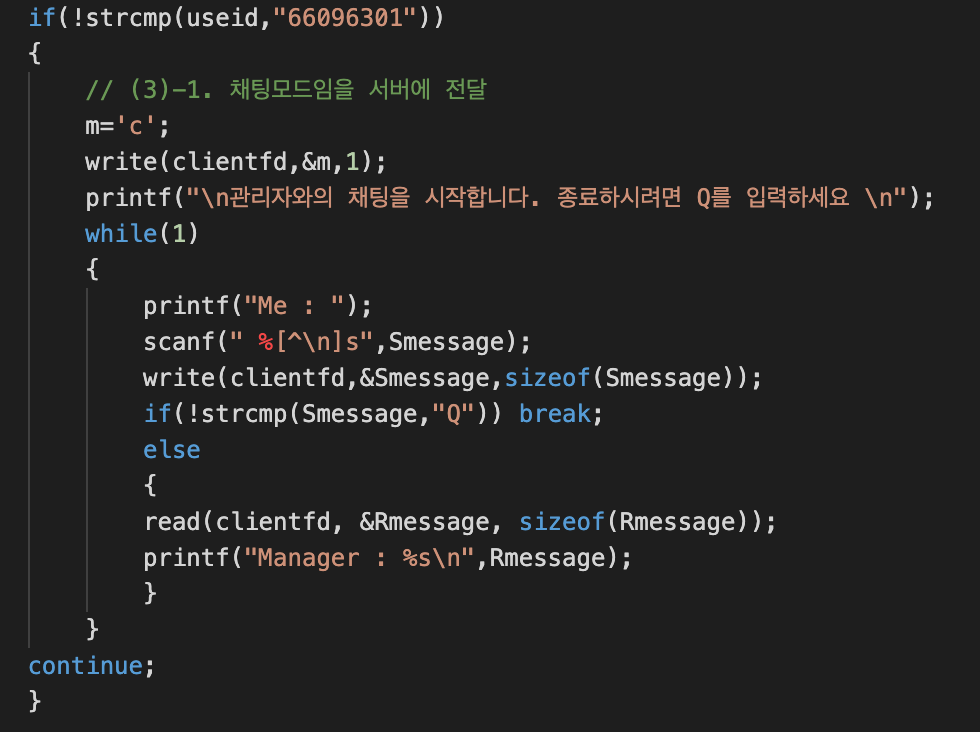 if(!strcmp(useid,"66096301"))
{
// (3)-1. 채팅모드임을 서버에 전달
m='c';
write(clientfd,&m,1);
printf("\n관리자와의 채팅을 시작합니다. 종료하시려면 Q를 입력하세요 \n");
while(1)
{
printf("Me : ");
scanf(" %[^\n]s",Smessage);
write(clientfd,&Smessage,sizeof(Smessage));
if(!strcmp(Smessage,"Q")) break;
else
{
read(clientfd, &Rmessage, sizeof(Rmessage));
printf("Manager : %s\n",Rmessage);
}
}
continue;
}